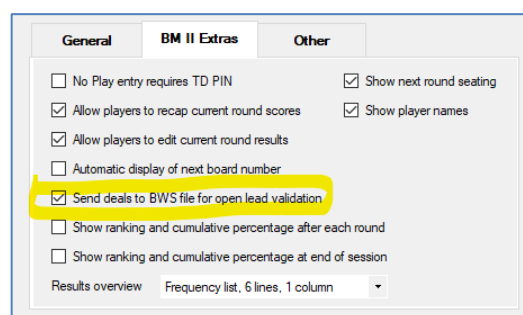 General BM II Extras Other
No Play entry requires TD PIN Show next round seating
Allow players to recap current round scores Show player names
Allow players to edit current round results
Automatic display of next board number
Send deals to BWS file for open lead validation
Show ranking and cumulative percentage after each round
Show ranking and cumulative percentage at end of session
Results overview Frequency list, 6 lines, 1 column